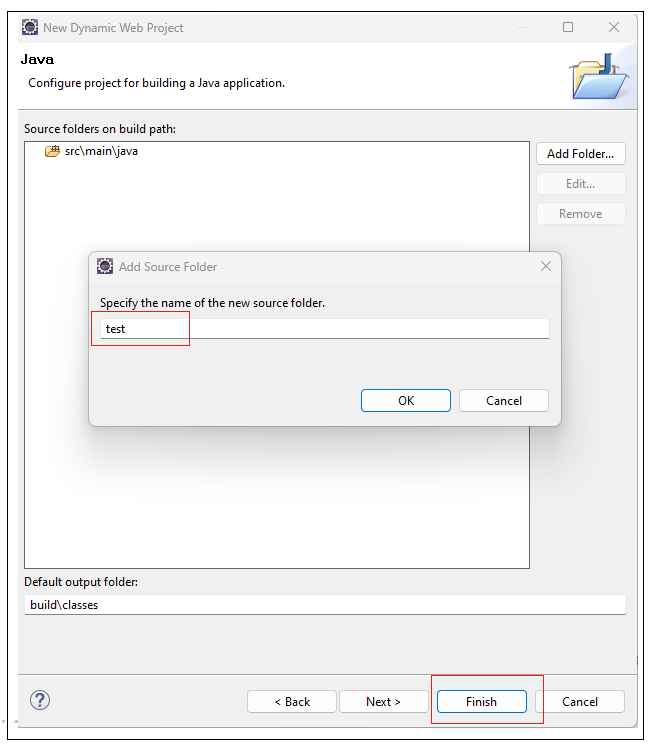 New Dynamic Web Project
Java
Configure project for building a Java application.
Source folders on build path:
src\main\java
Add Folder...
Edit...
Remove
Add Source Folder
Specify the name of the new source folder.
test
OK
Cancel
Default output folder:
build\classes
?
< Back
Next >
Finish
Cancel